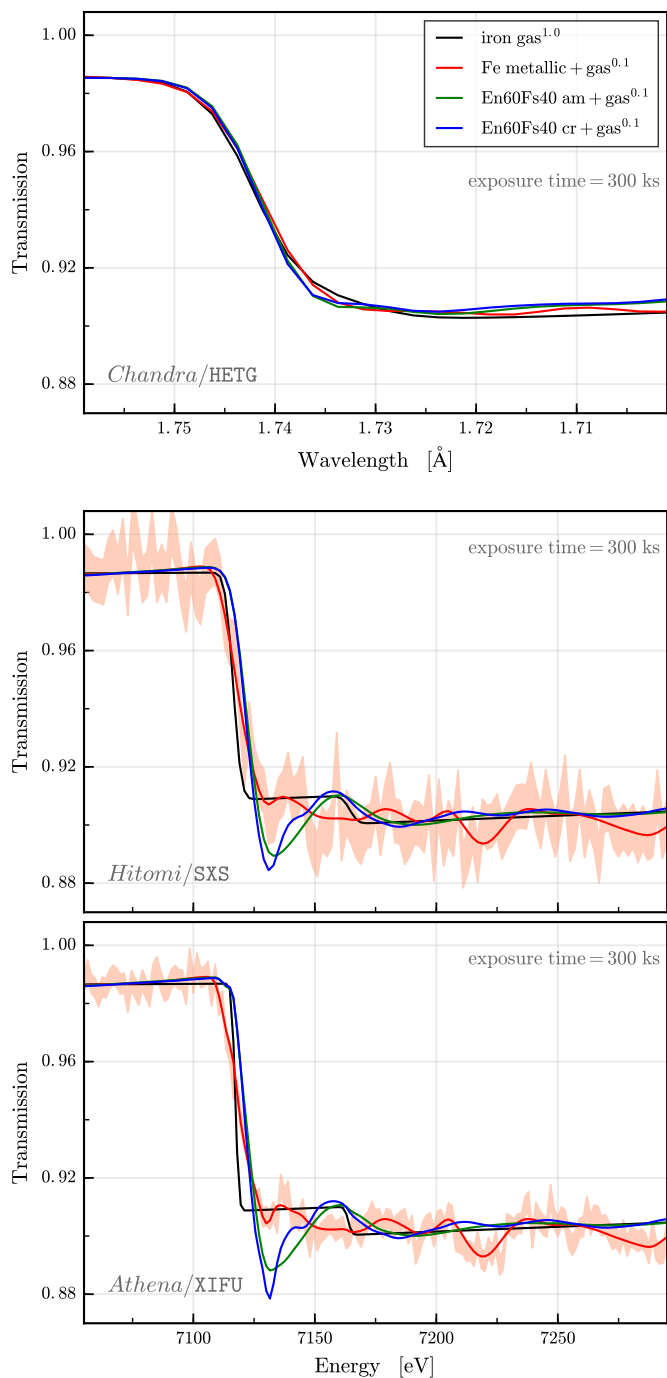 1.00
iron gas^1.0
Fe metallic + gas^0.1
En60Fs40 am + gas^0.1
En60Fs40 cr + gas^0.1
0.96
exposure time = 300 ks
Transmission
0.92
0.88
Chandra/HETG
1.75 1.74 1.73 1.72 1.71
Wavelength [Å]
1.00
exposure time = 300 ks
0.96
Transmission
0.92
0.88
Hitomi/SXS
1.00
exposure time = 300 ks
0.96
Transmission
0.92
0.88
Athena/XIFU
7100 7150 7200 7250
Energy [eV]